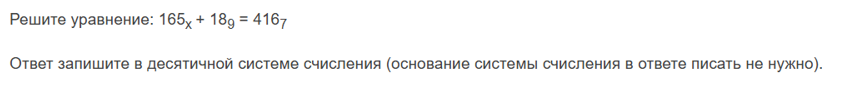 Решите уравнение: 165ₓ + 18₉ = 416₇
Ответ запишите в десятичной системе счисления (основание системы счисления в ответе писать не нужно).